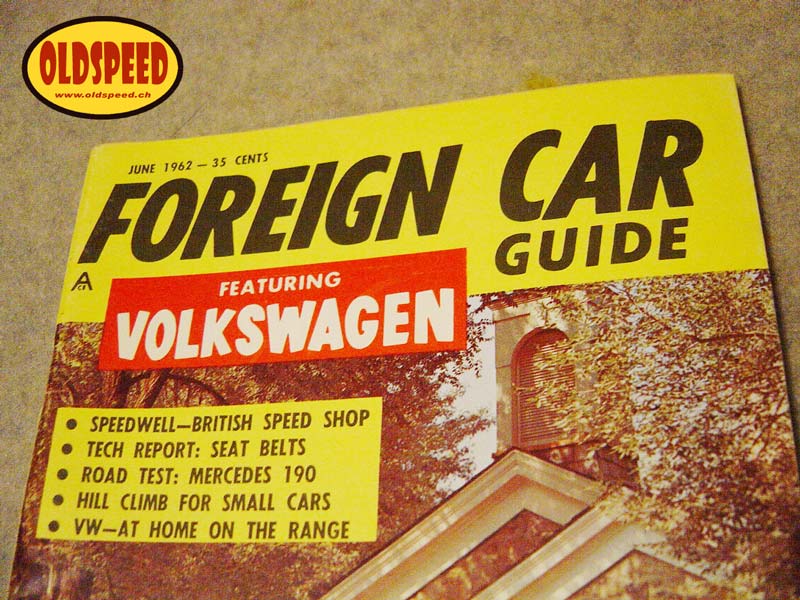 OLDSPEED
www.oldspeed.ch
JUNE 1962 — 35 CENTS
FOREIGN CAR
GUIDE
ACF
FEATURING
VOLKSWAGEN
• SPEEDWELL—BRITISH SPEED SHOP
• TECH REPORT: SEAT BELTS
• ROAD TEST: MERCEDES 190
• HILL CLIMB FOR SMALL CARS
• VW—AT HOME ON THE RANGE